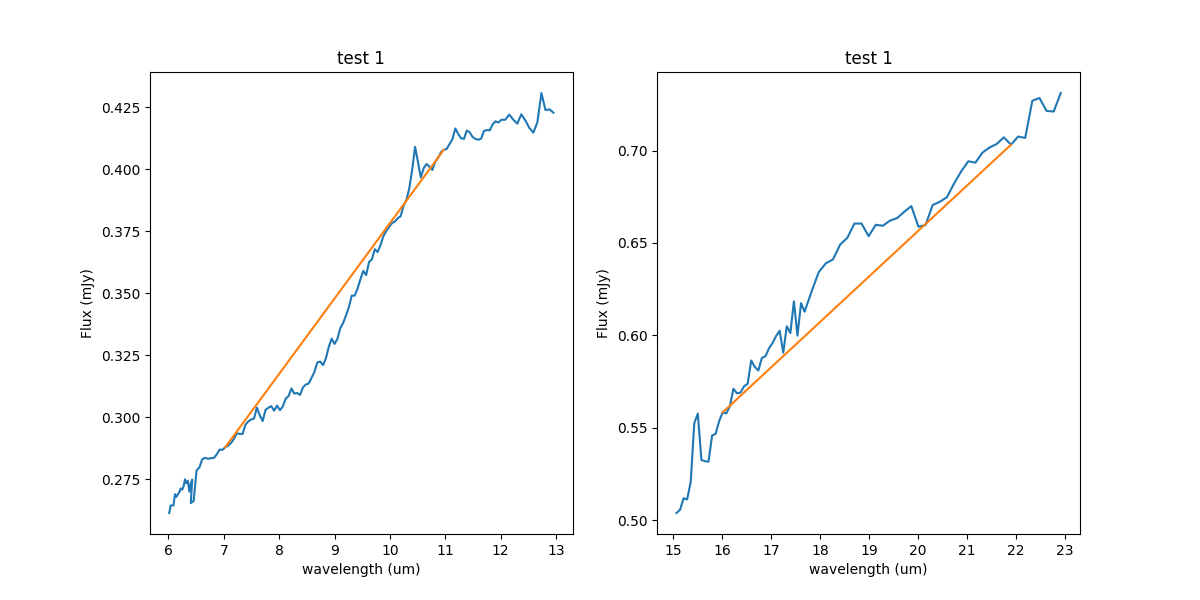 test 1
Flux (mJy)
0.425
0.400
0.375
0.350
0.325
0.300
0.275
6 7 8 9 10 11 12 13
wavelength (um)
test 1
Flux (mJy)
0.70
0.65
0.60
0.55
0.50
15 16 17 18 19 20 21 22 23
wavelength (um)